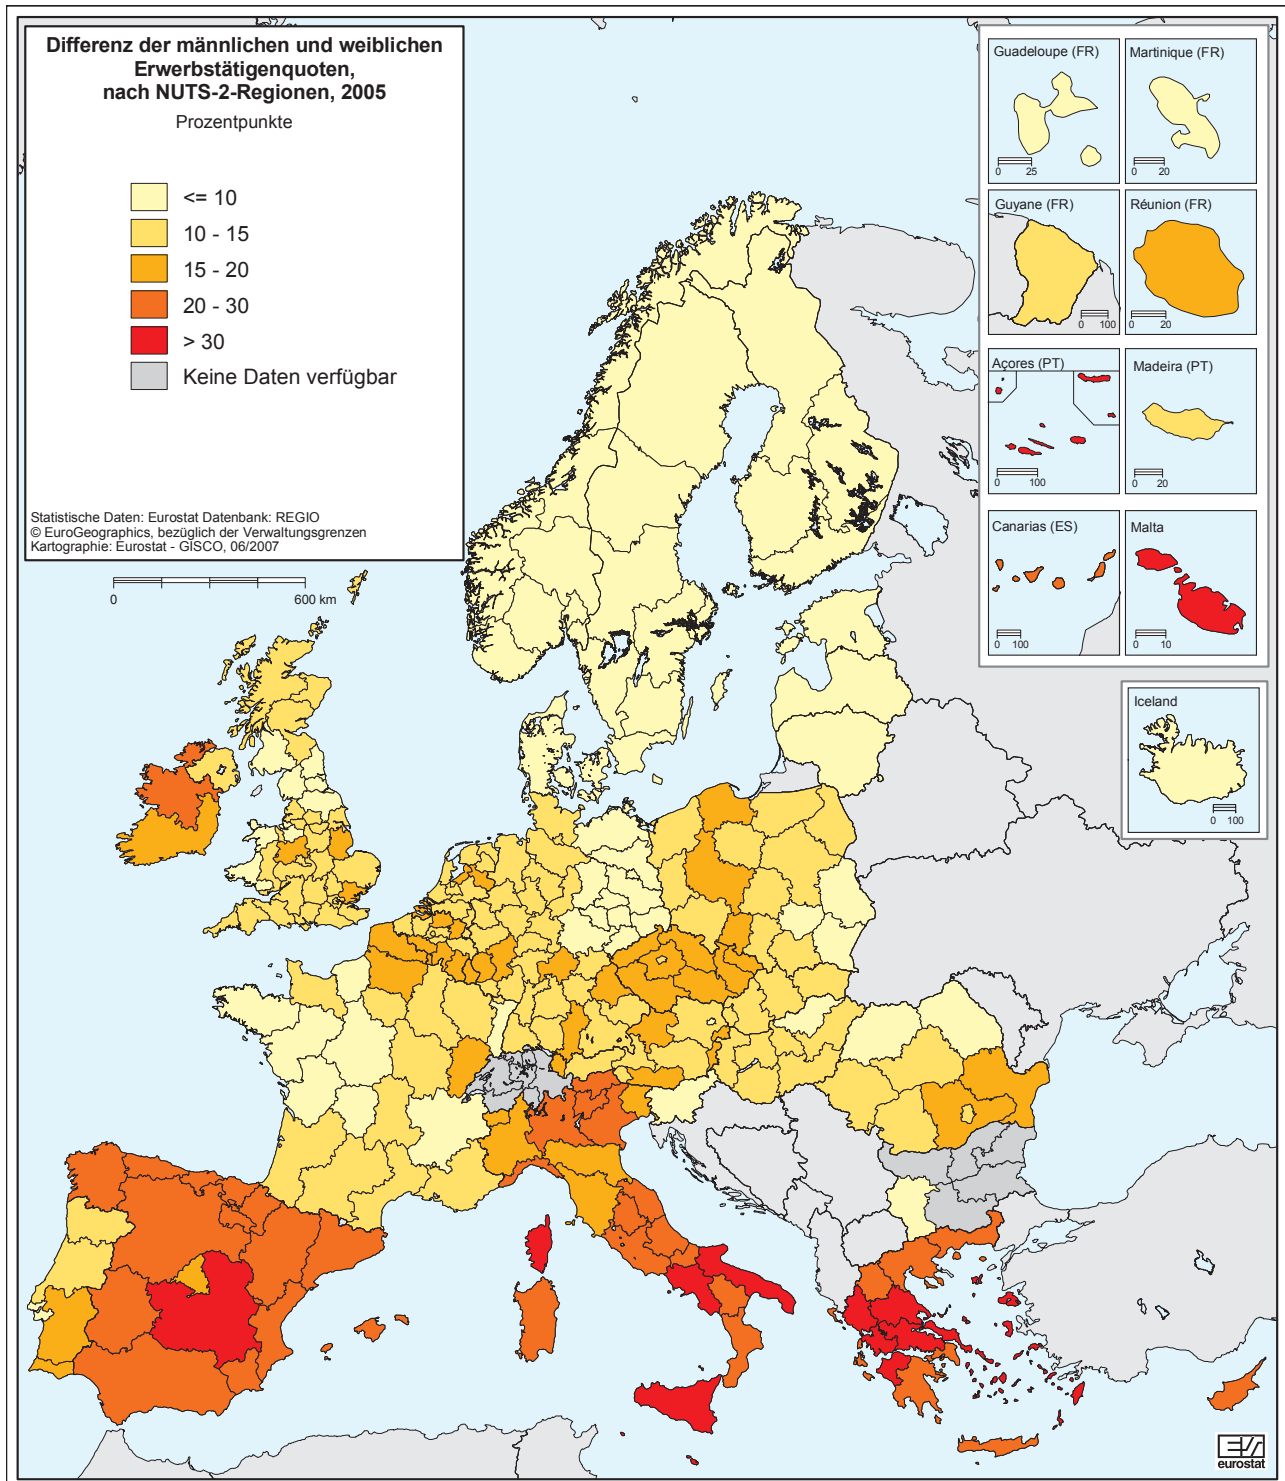 Differenz der männlichen und weiblichen
Erwerbstätigenquoten,
nach NUTS-2-Regionen, 2005
Prozentpunkte
<= 10
10 - 15
15 - 20
20 - 30
> 30
Keine Daten verfügbar
Statistische Daten: Eurostat Datenbank: REGIO
© EuroGeographics, bezüglich der Verwaltungsgrenzen
Kartographie: Eurostat - GISCO, 06/2007
0 600 km
Guadeloupe (FR)
0 25
Martinique (FR)
0 20
Guyane (FR)
0 100
Réunion (FR)
0 20
Açores (PT)
0 100
Madeira (PT)
0 20
Canarias (ES)
0 100
Malta
0 10
Iceland
0 100
eurostat